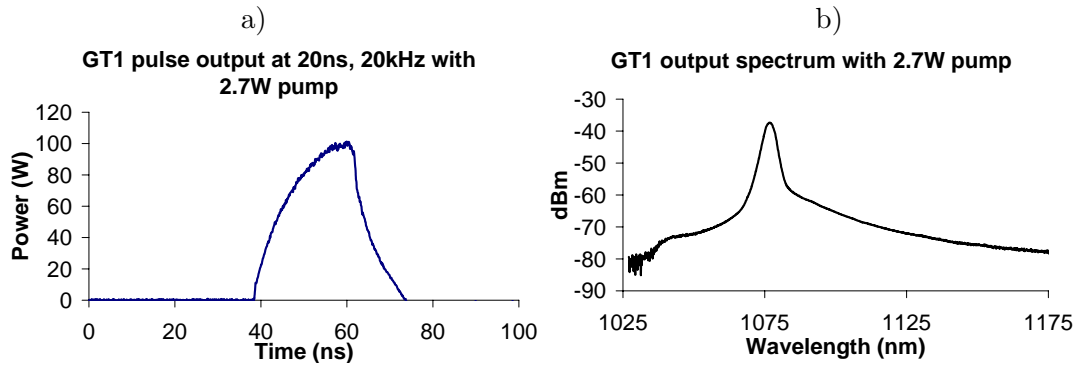 a)
GT1 pulse output at 20ns, 20kHz with
2.7W pump
120
100
80
60
40
20
0
Power (W)
0 20 40 60 80 100
Time (ns)
b)
GT1 output spectrum with 2.7W pump
-30
-40
-50
-60
-70
-80
-90
dBm
1025 1075 1125 1175
Wavelength (nm)